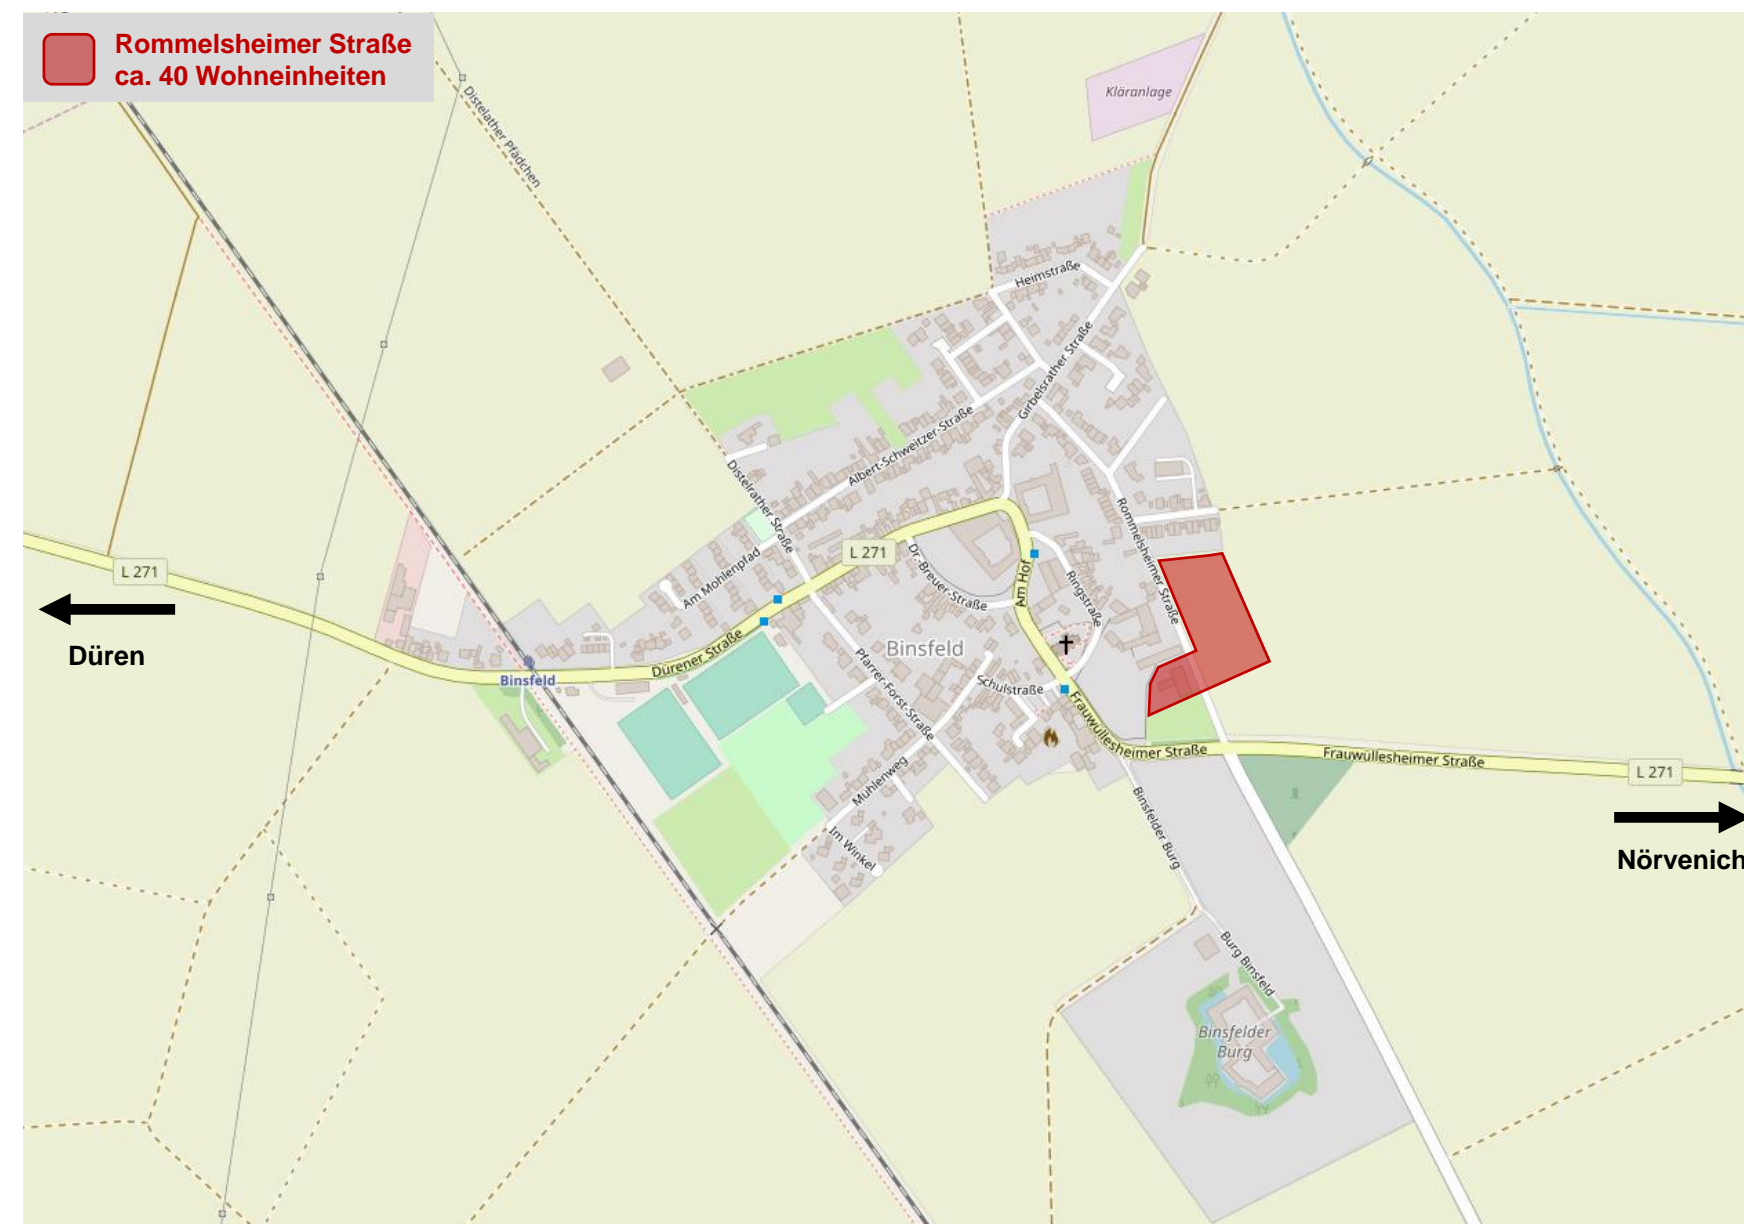 Rommelsheimer Straße
ca. 40 Wohneinheiten
Kläranlage
Distelather Pfädchen
Heimstraße
Girbelsrather Straße
Albert-Schweitzer-Straße
Distelrather Straße
Rommelsheimer Straße
L 271
L 271
Am Mohlenpfad
Dr.-Breuer-Straße
Am Hof
Ringstraße
Düren
Binsfeld
Dürener Straße
Binsfeld
Pfarrer-Forst-Straße
Schulstraße
Frauwüllesheimer Straße
Frauwüllesheimer Straße
L 271
Mühlenweg
Im Winkel
Binsfelder Burg
Nörvenich
Burg Binsfeld
Binsfelder
Burg